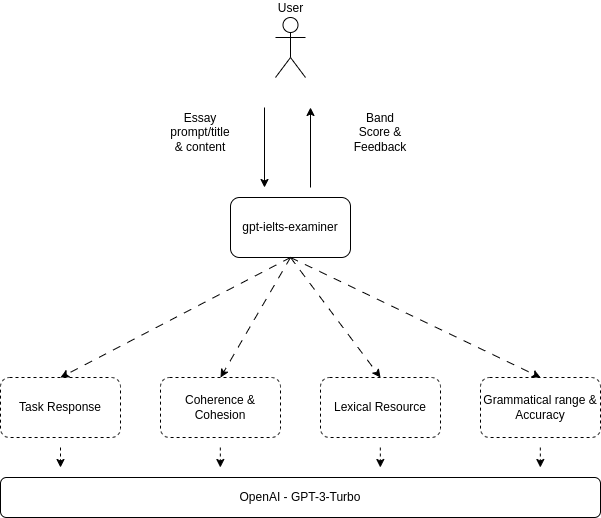 User
Essay
prompt/title
& content
Band
Score &
Feedback
gpt-ielts-examiner
Task Response
Coherence &
Cohesion
Lexical Resource
Grammatical range &
Accuracy
OpenAI - GPT-3-Turbo